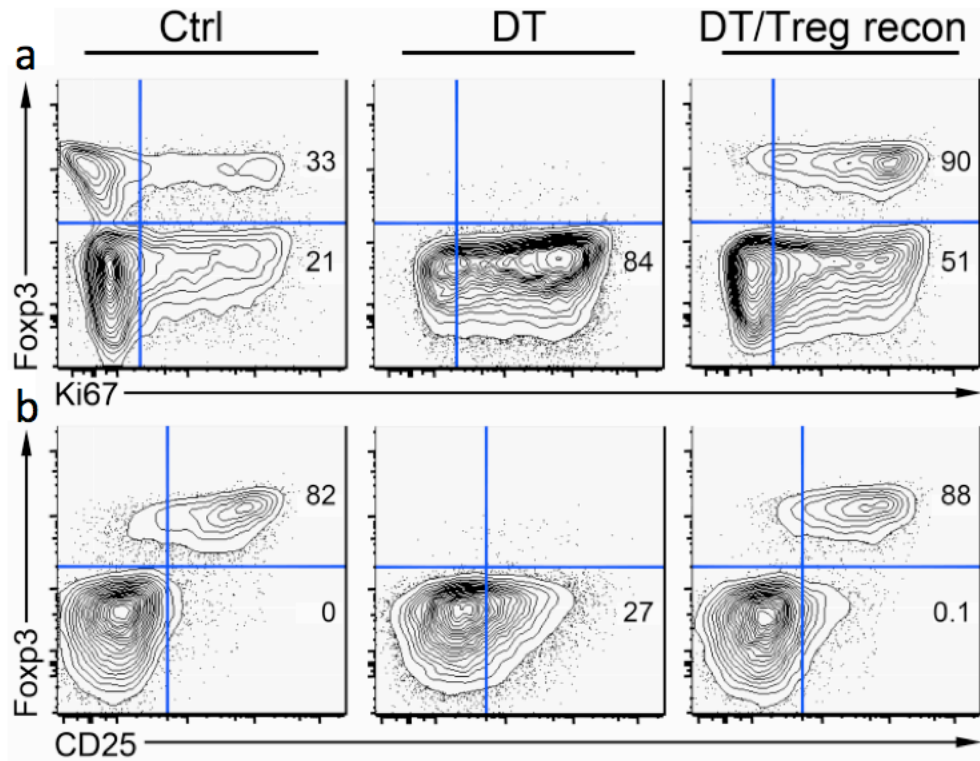 Ctrl DT DT/Treg recon
a
Foxp3
33 90
21 84 51
Ki67
b
Foxp3
82 88
0 27 0.1
CD25